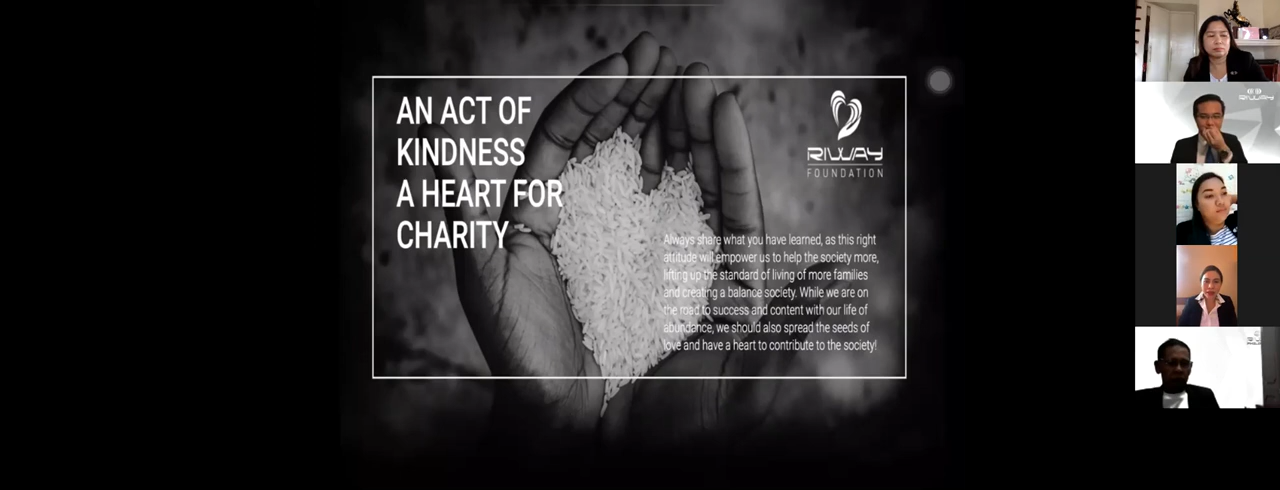 AN ACT OF
KINDNESS
A HEART FOR
CHARITY
RIWAY
FOUNDATION
Always share what you have learned, as this right
attitude will empower us to help the society more,
lifting up the standard of living of more families
and creating a balance society. While we are on
the road to success and content with our life of
abundance, we should also spread the seeds of
love and have a heart to contribute to the society!
RIWAY